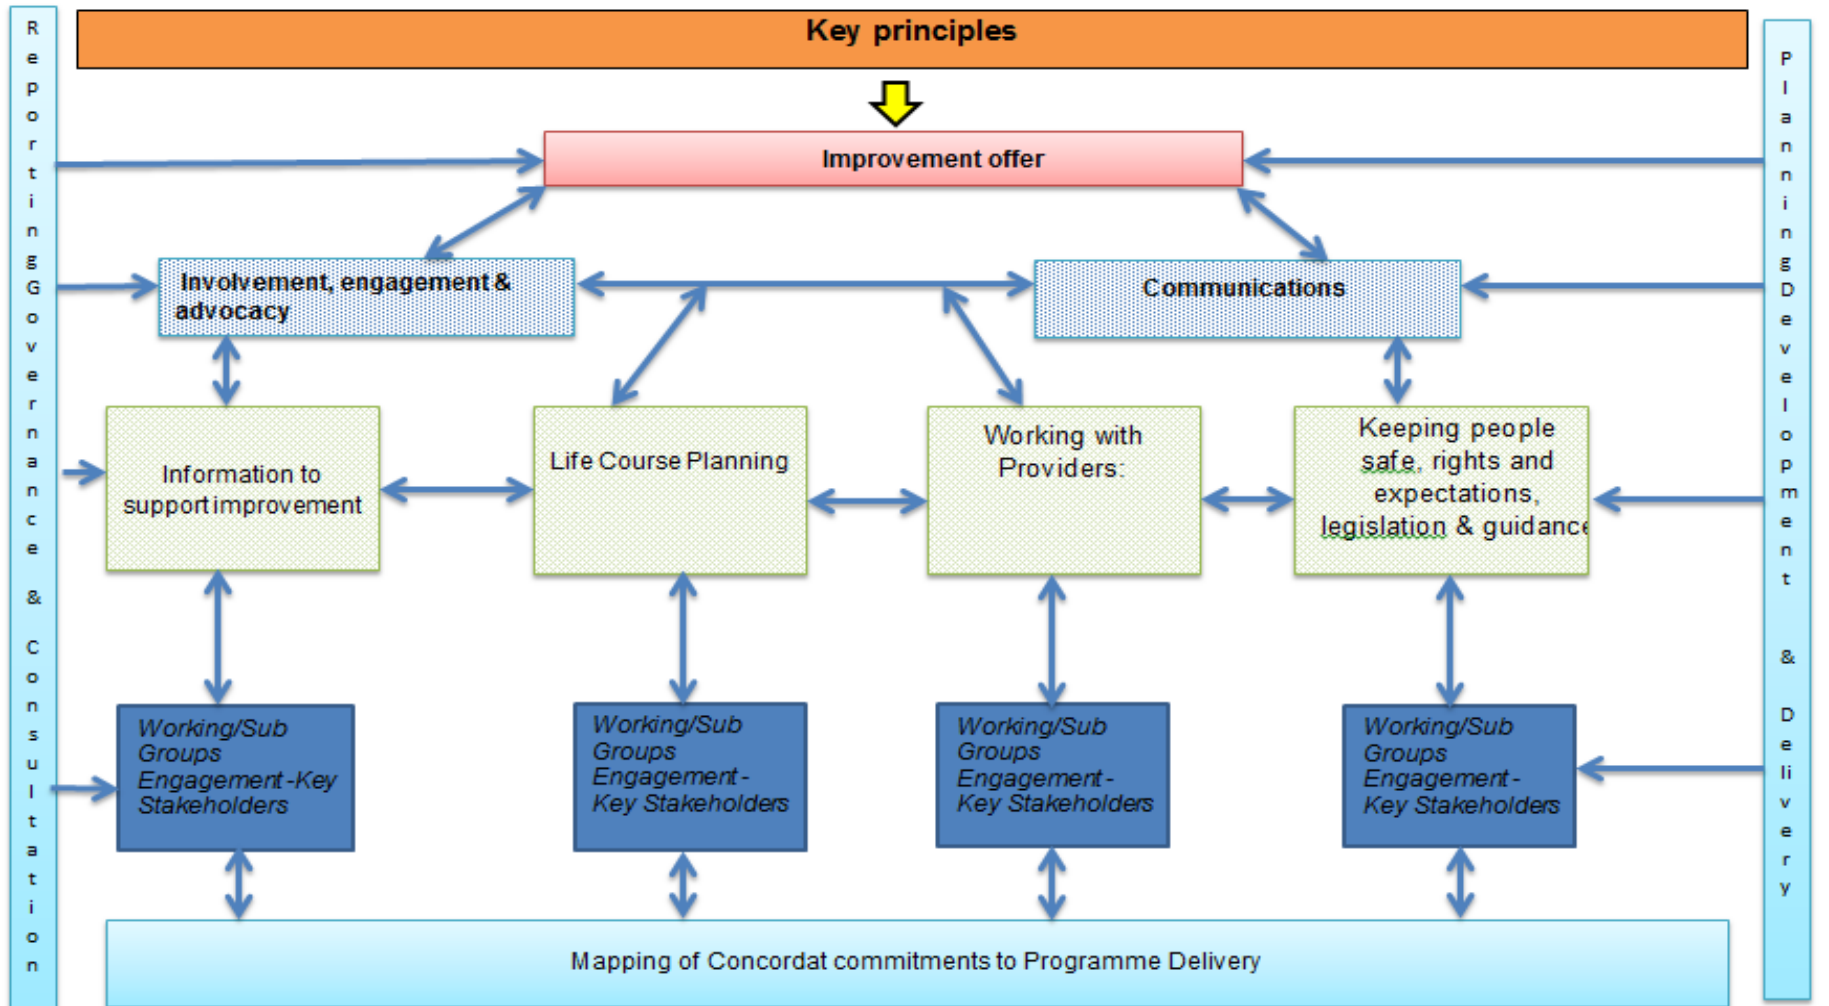 Key principles
Improvement offer
Involvement, engagement &
advocacy
Communications
Information to
support improvement
Life Course Planning
Working with
Providers:
Keeping people
safe, rights and
expectations,
legislation & guidance
Working/Sub
Groups
Engagement -Key
Stakeholders
Working/Sub
Groups
Engagement -
Key Stakeholders
Working/Sub
Groups
Engagement -
Key Stakeholders
Working/Sub
Groups
Engagement -
Key Stakeholders
Mapping of Concordat commitments to Programme Delivery
Reporting Governance & Consultation
Planning Development & Delivery